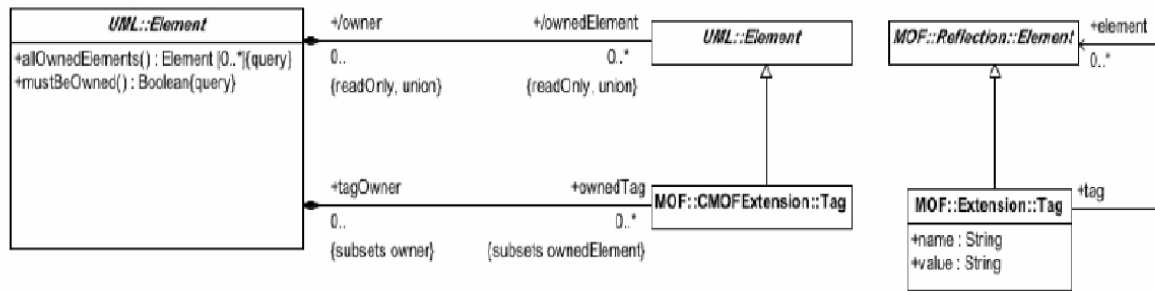 UML::Element
+allOwnedElements() : Element [0..*]{query}
+mustBeOwned() : Boolean{query}
+/owner
0..
{readOnly, union}
+/ownedElement
0..*
{readOnly, union}
+tagOwner
0..
{subsets owner}
+ownedTag
0..*
{subsets ownedElement}
UML::Element
MOF::CMOFExtension::Tag
MOF::Reflection::Element
+element
0..*
+tag
MOF::Extension::Tag
+name : String
+value : String